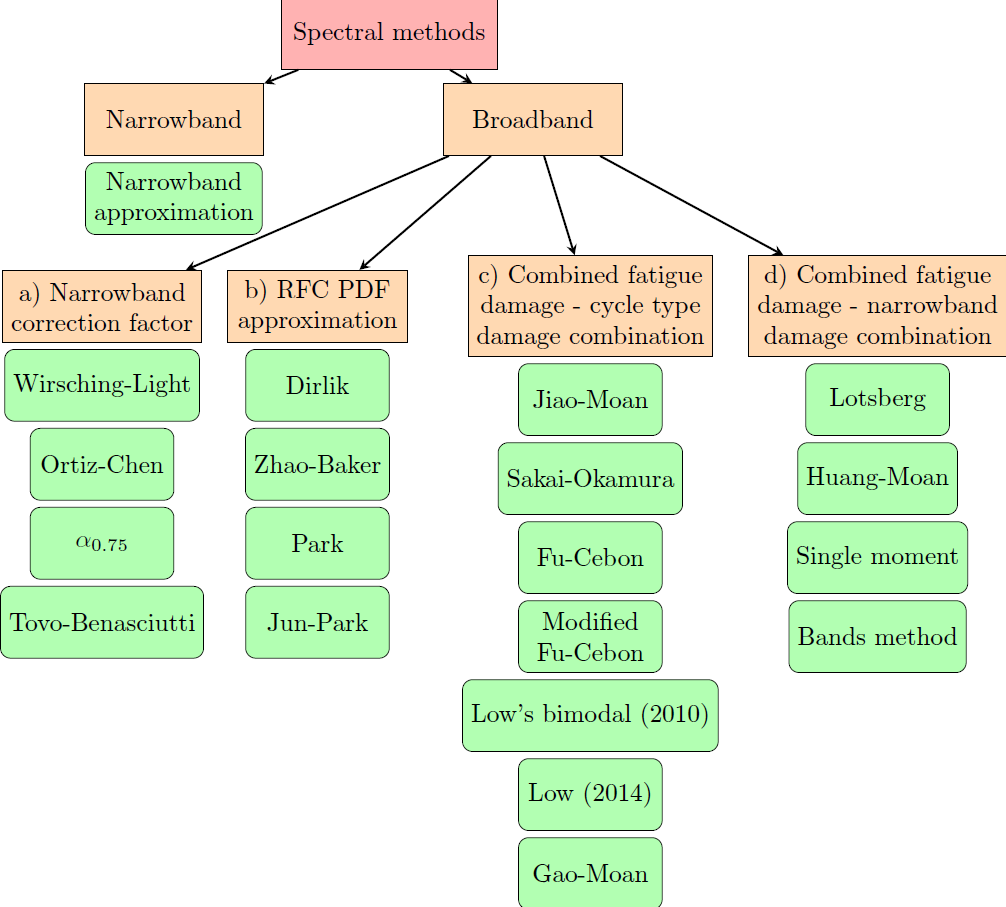 Spectral methods
Narrowband
Broadband
Narrowband
approximation
a) Narrowband
correction factor
Wirsching-Light
Ortiz-Chen
α0.75
Tovo-Benasciutti
b) RFC PDF
approximation
Dirlik
Zhao-Baker
Park
Jun-Park
c) Combined fatigue
damage - cycle type
damage combination
Jiao-Moan
Sakai-Okamura
Fu-Cebon
Modified
Fu-Cebon
Low's bimodal (2010)
Low (2014)
Gao-Moan
d) Combined fatigue
damage - narrowband
damage combination
Lotsberg
Huang-Moan
Single moment
Bands method